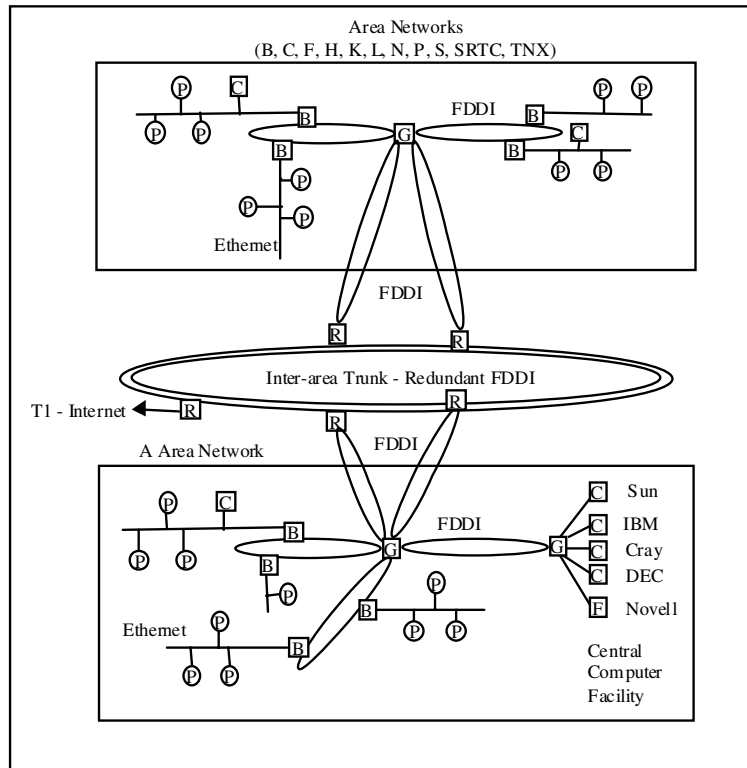 Area Networks
(B, C, F, H, K, L, N, P, S, SRTC, TNX)
P
C
P
P
P
B
G
FDDI
B
P
P
B
C
B
P
P
P
P
P
Ethernet
FDDI
R
R
Inter-area Trunk - Redundant FDDI
T1 - Internet
R
R
R
A Area Network
FDDI
P
C
P
P
B
B
P
G
FDDI
G
C
Sun
C
IBM
C
Cray
C
DEC
F
Novell
B
P
P
P
Ethernet
P
P
P
B
Central
Computer
Facility